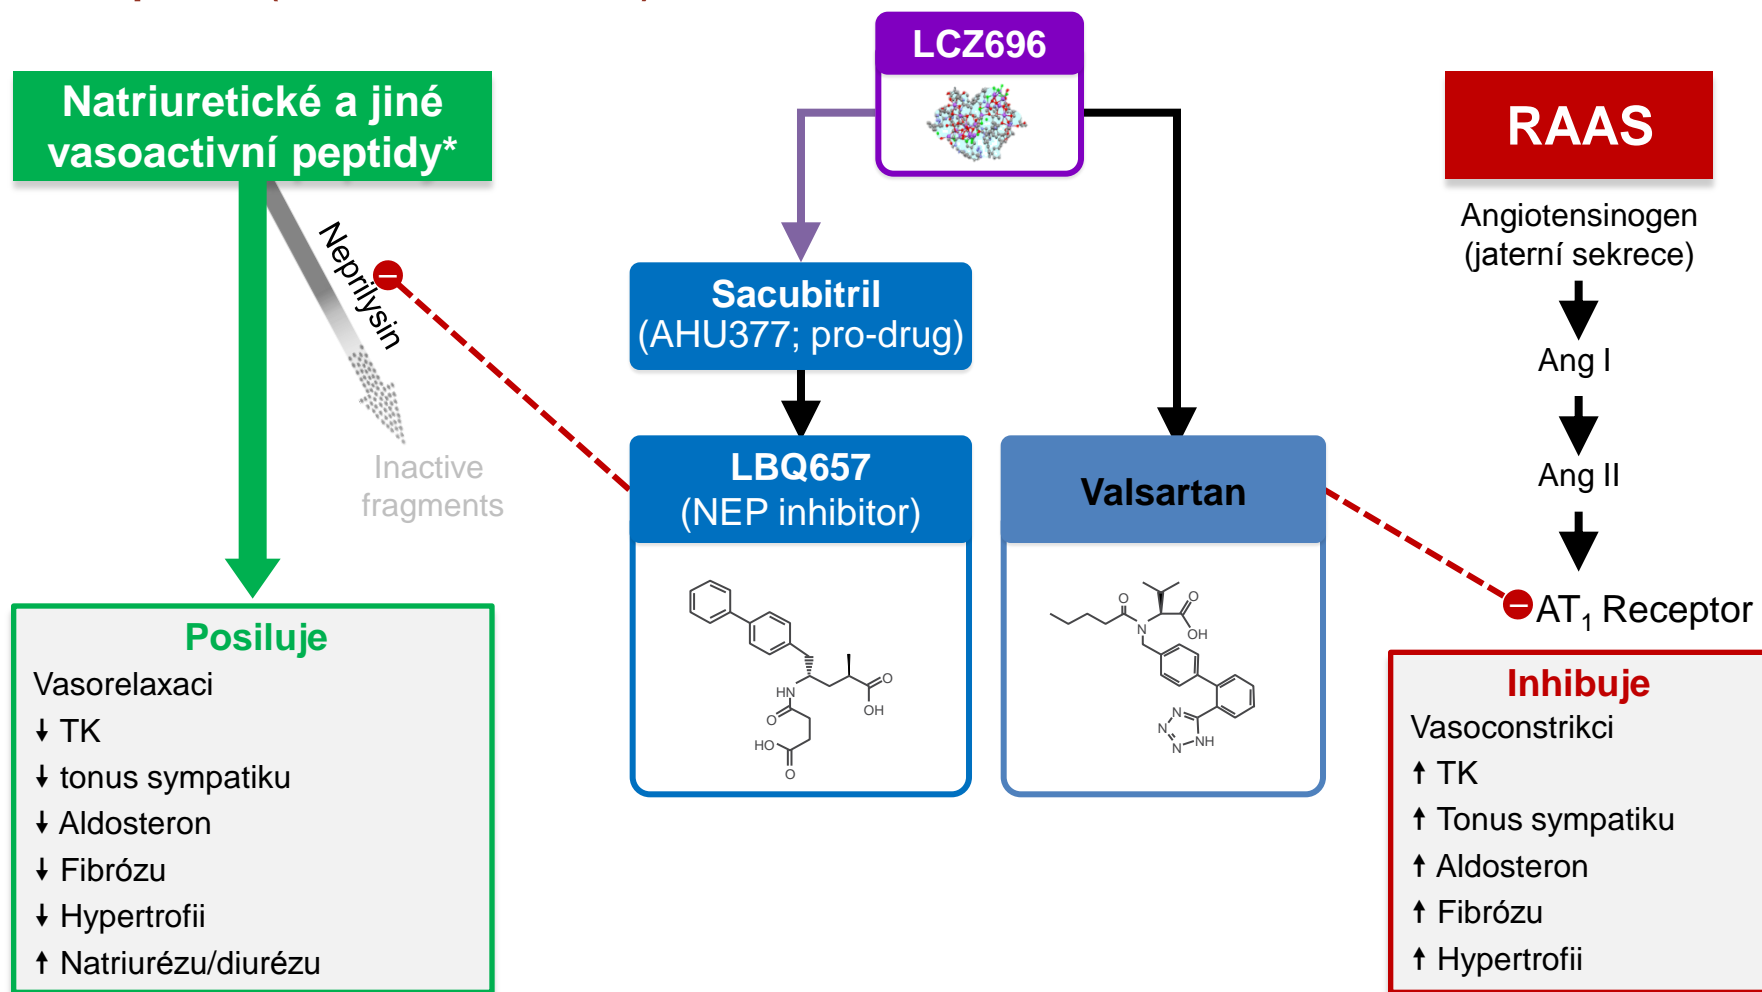 LCZ696
Natriuretické a jiné
vasoactivní peptidy*
RAAS
Neprilysin
–
Inactive
fragments
Sacubitril
(AHU377; pro-drug)
LBQ657
(NEP inhibitor)
HN
O
O
OH
HO
O
Valsartan
O
N
O
OH
N
N
N
NH
Angiotensinogen
(jaterní sekrece)
Ang I
Ang II
– AT1 Receptor
Posiluje
Vasorelaxaci
↓ TK
↓ tonus sympatiku
↓ Aldosteron
↓ Fibrózu
↓ Hypertrofii
↑ Natriurézu/diurézu
Inhibuje
Vasoconstrikci
↑ TK
↑ Tonus sympatiku
↑ Aldosteron
↑ Fibrózu
↑ Hypertrofii